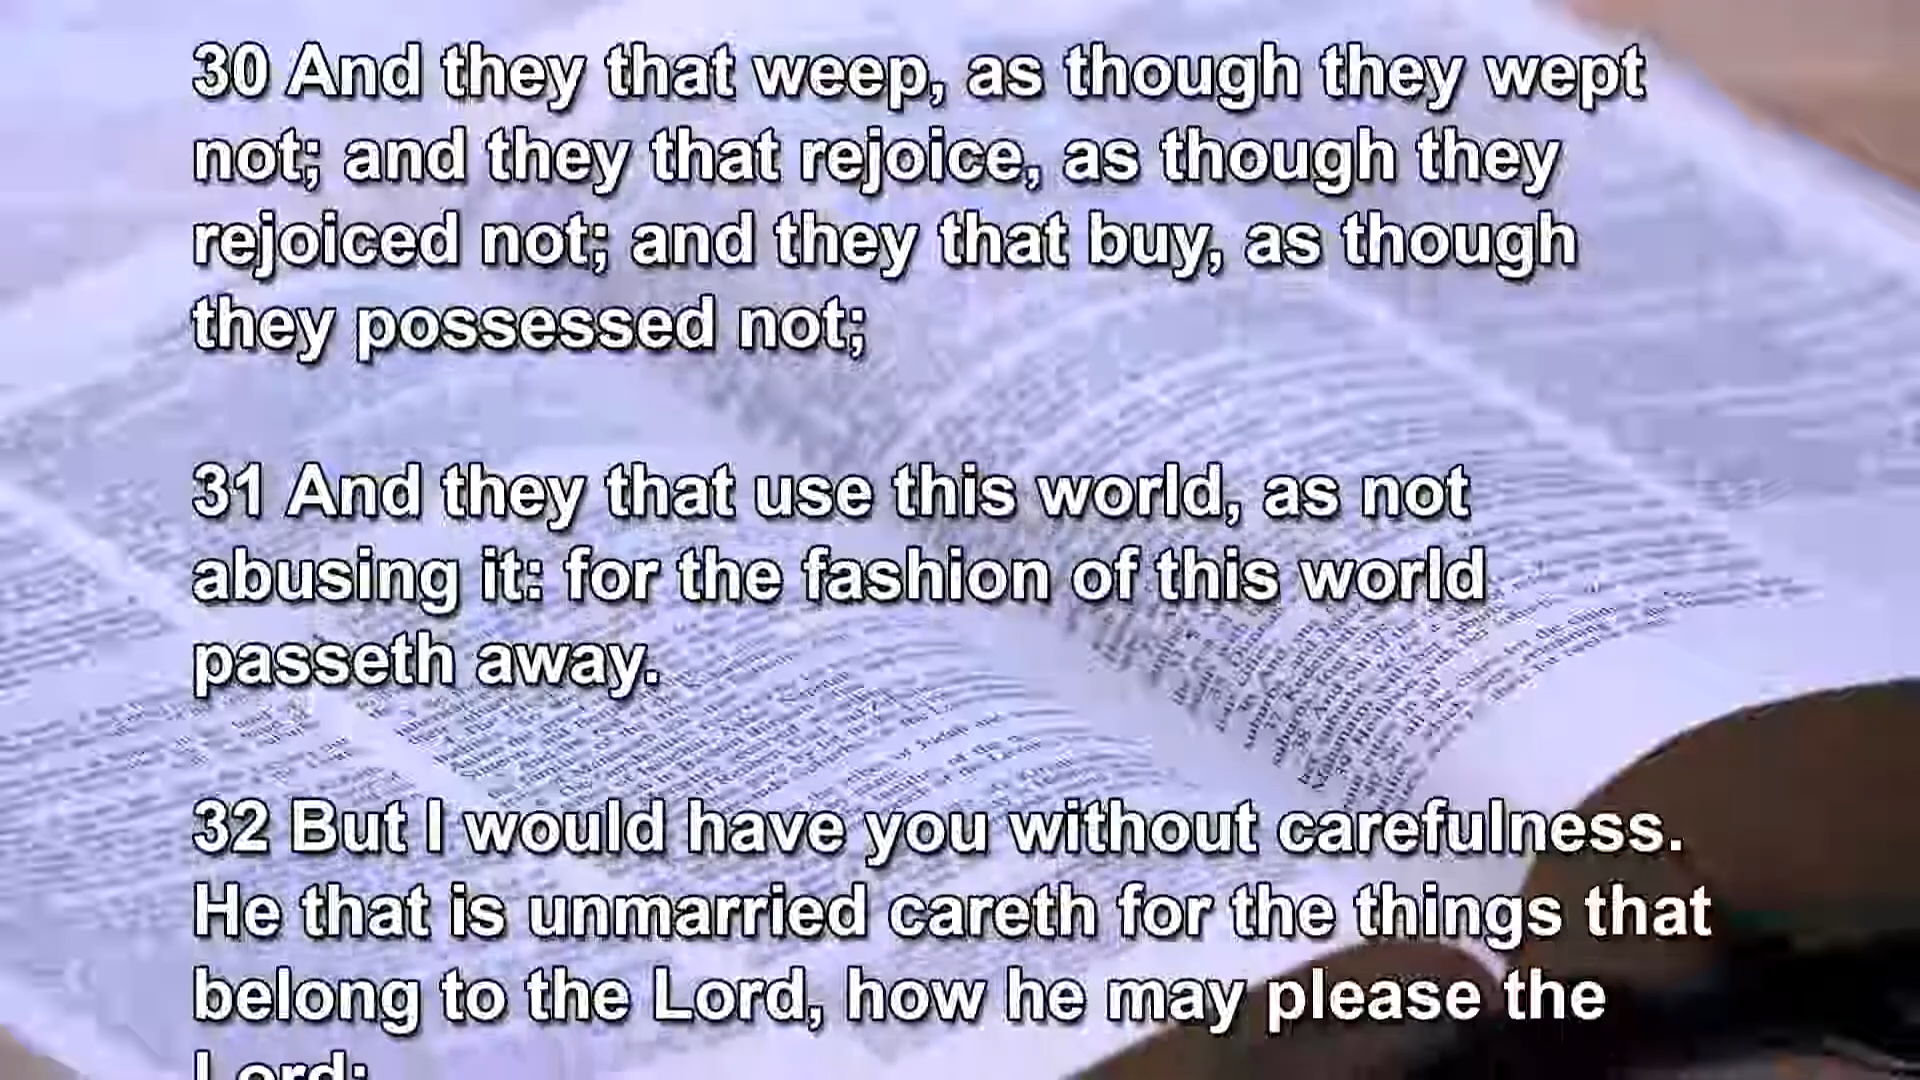 30 And they that weep, as though they wept
not; and they that rejoice, as though they
rejoiced not; and they that buy, as though
they possessed not;
31 And they that use this world, as not
abusing it: for the fashion of this world
passeth away.
32 But I would have you without carefulness.
He that is unmarried careth for the things that
belong to the Lord, how he may please the
Lord: